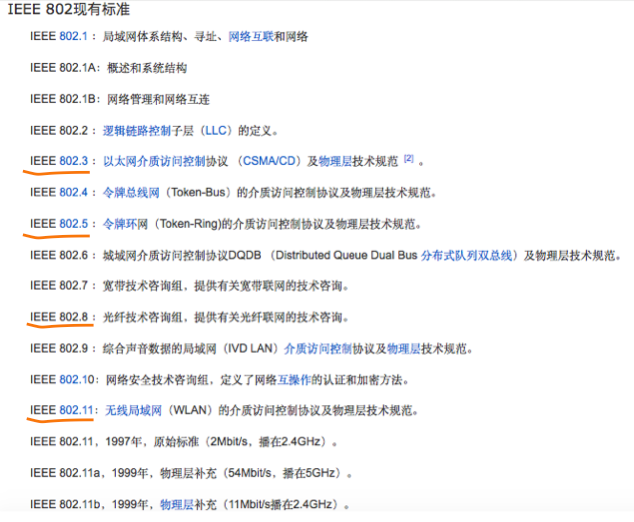 IEEE 802现有标准
IEEE 802.1 ：局域网体系结构、寻址、网络互联和网络
IEEE 802.1A：概述和系统结构
IEEE 802.1B：网络管理和网络互连
IEEE 802.2 ：逻辑链路控制子层（LLC）的定义。
IEEE 802.3 ：以太网介质访问控制协议 （CSMA/CD）及物理层技术规范 [2] 。
IEEE 802.4 ：令牌总线网（Token-Bus）的介质访问控制协议及物理层技术规范。
IEEE 802.5 ：令牌环网（Token-Ring)的介质访问控制协议及物理层技术规范。
IEEE 802.6 ：城域网介质访问控制协议DQDB （Distributed Queue Dual Bus 分布式队列双总线）及物理层技术规范。
IEEE 802.7 ：宽带技术咨询组，提供有关宽带联网的技术咨询。
IEEE 802.8 ：光纤技术咨询组，提供有关光纤联网的技术咨询。
IEEE 802.9 ：综合声音数据的局域网（IVD LAN）介质访问控制协议及物理层技术规范。
IEEE 802.10：网络安全技术咨询组，定义了网络互操作的认证和加密方法。
IEEE 802.11：无线局域网（WLAN）的介质访问控制协议及物理层技术规范。
IEEE 802.11，1997年，原始标准（2Mbit/s，播在2.4GHz）。
IEEE 802.11a，1999年，物理层补充（54Mbit/s，播在5GHz）。
IEEE 802.11b，1999年，物理层补充（11Mbit/s播在2.4GHz）。